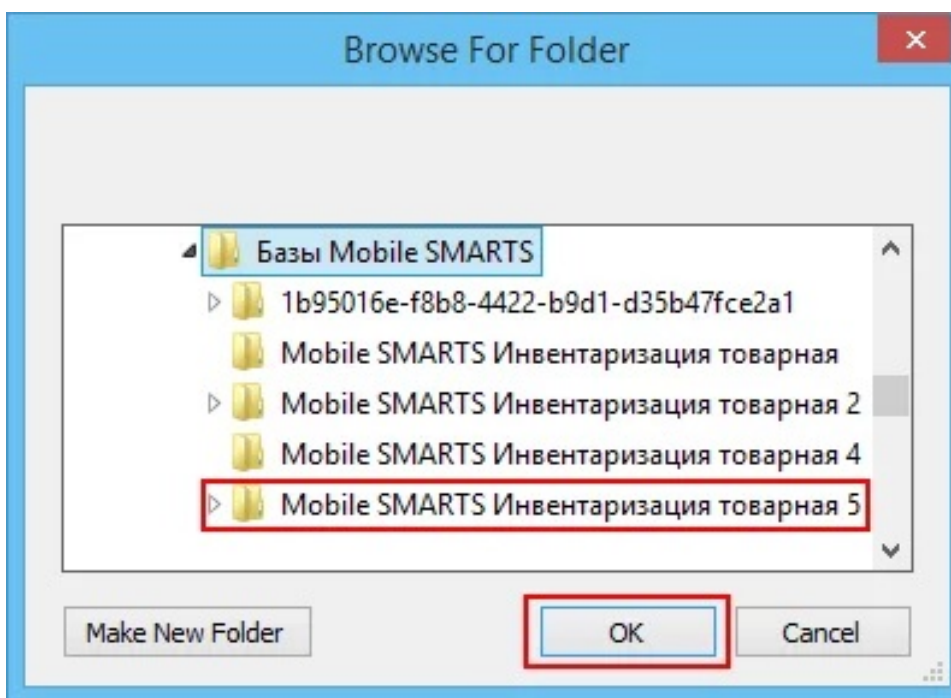 Browse For Folder
Базы Mobile SMARTS
1b95016e-f8b8-4422-b9d1-d35b47fce2a1
Mobile SMARTS Инвентаризация товарная
Mobile SMARTS Инвентаризация товарная 2
Mobile SMARTS Инвентаризация товарная 4
Mobile SMARTS Инвентаризация товарная 5
Make New Folder OK Cancel